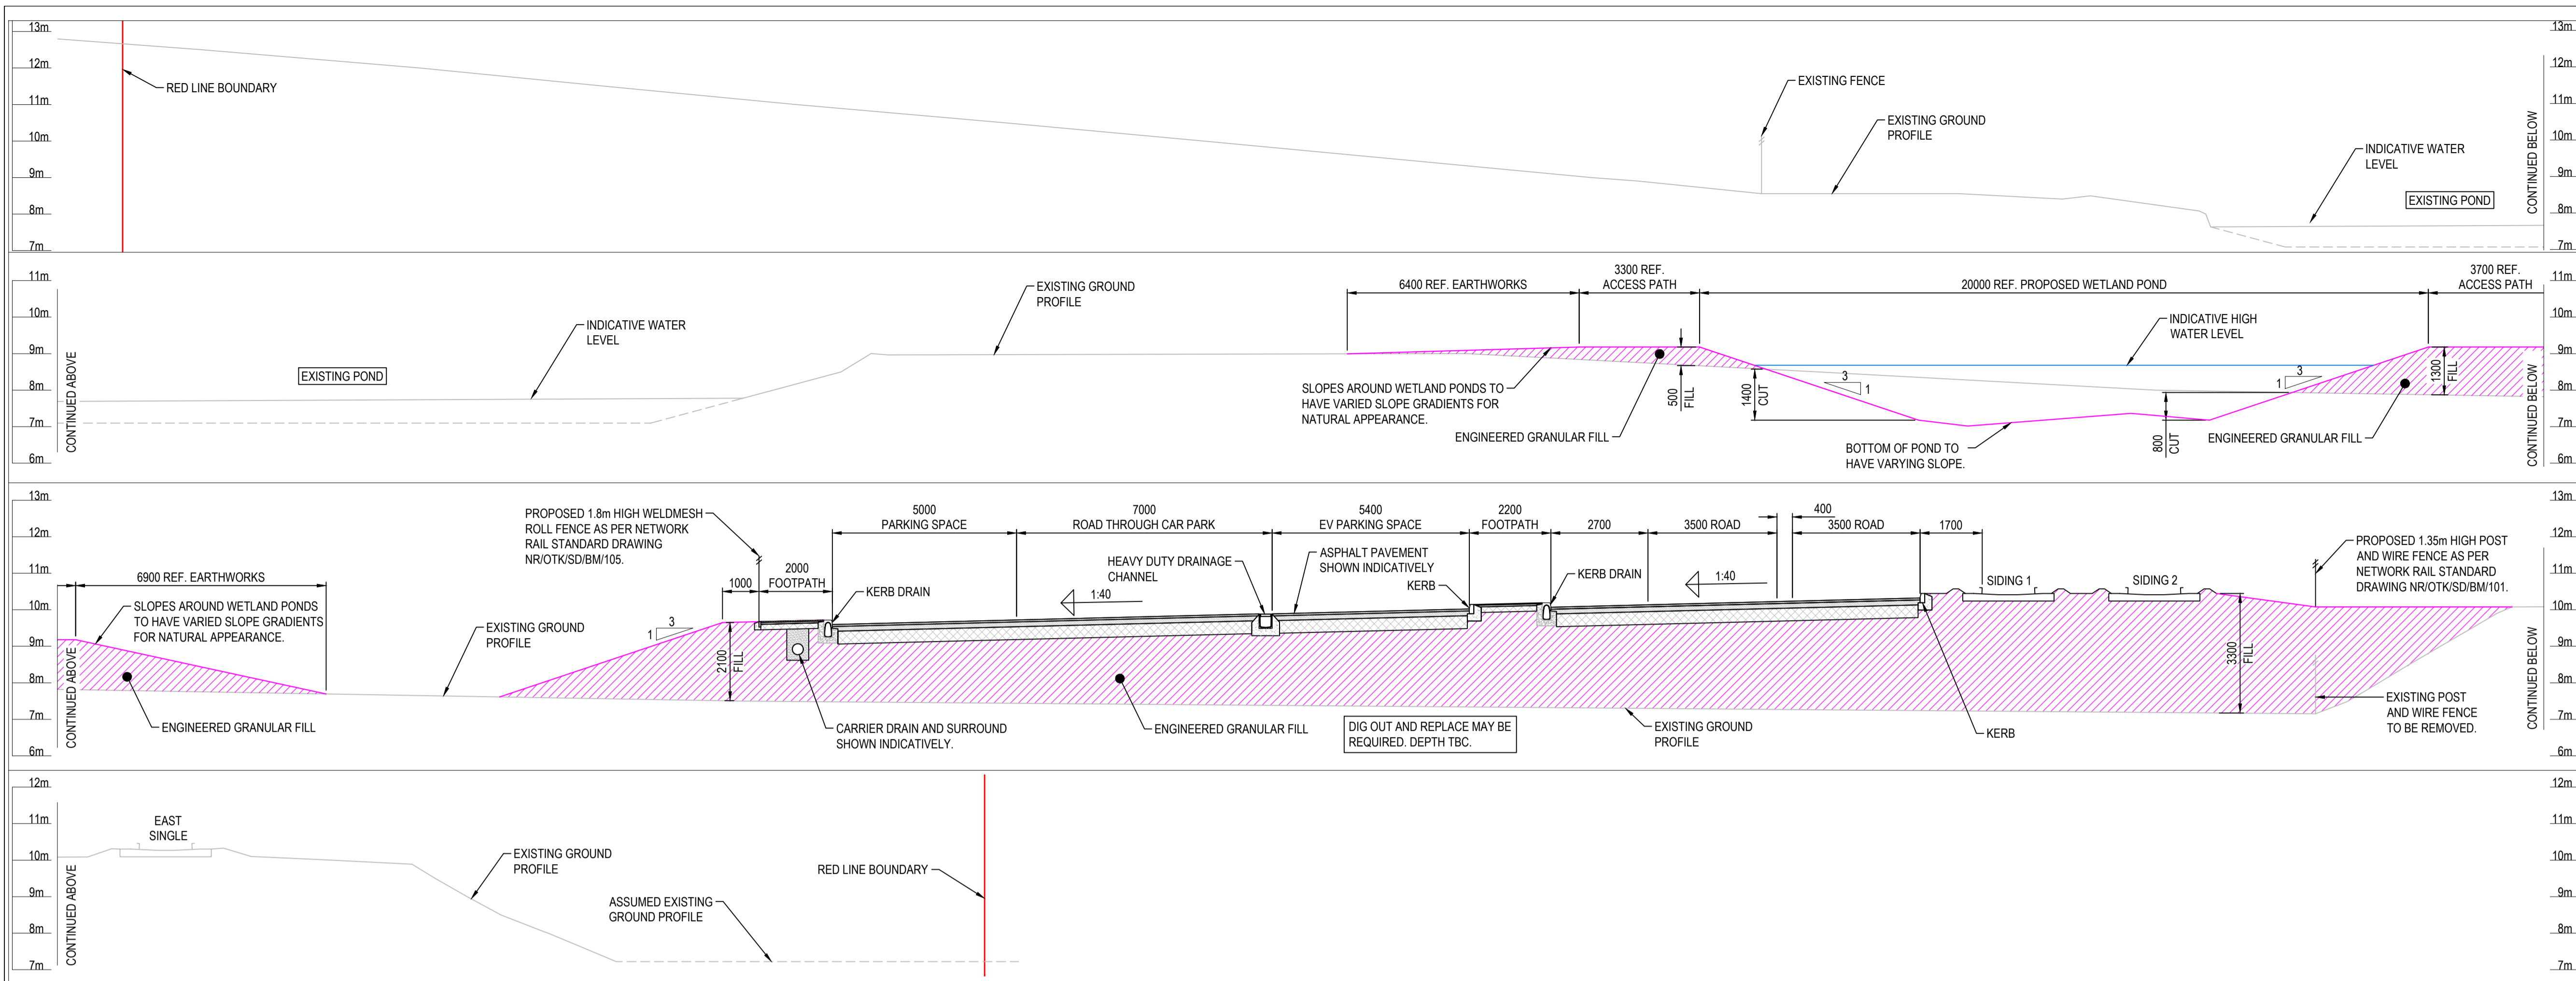 13m
12m
11m
10m
9m
8m
7m
RED LINE BOUNDARY
EXISTING FENCE
EXISTING GROUND
PROFILE
INDICATIVE WATER
LEVEL
EXISTING POND
CONTINUED BELOW
13m
12m
11m
10m
9m
8m
7m
11m
10m
9m
8m
7m
6m
CONTINUED ABOVE
EXISTING POND
INDICATIVE WATER
LEVEL
EXISTING GROUND
PROFILE
6400 REF. EARTHWORKS
3300 REF.
ACCESS PATH
20000 REF. PROPOSED WETLAND POND
3700 REF.
ACCESS PATH
INDICATIVE HIGH
WATER LEVEL
SLOPES AROUND WETLAND PONDS TO
HAVE VARIED SLOPE GRADIENTS FOR
NATURAL APPEARANCE.
ENGINEERED GRANULAR FILL
500
FILL
1400
CUT
3
1
BOTTOM OF POND TO
HAVE VARYING SLOPE.
800
CUT
3
1
1300
FILL
ENGINEERED GRANULAR FILL
CONTINUED BELOW
11m
10m
9m
8m
7m
6m
13m
12m
11m
10m
9m
8m
7m
6m
CONTINUED ABOVE
6900 REF. EARTHWORKS
SLOPES AROUND WETLAND PONDS
TO HAVE VARIED SLOPE GRADIENTS
FOR NATURAL APPEARANCE.
ENGINEERED GRANULAR FILL
EXISTING GROUND
PROFILE
PROPOSED 1.8m HIGH WELDMESH
ROLL FENCE AS PER NETWORK
RAIL STANDARD DRAWING
NR/OTK/SD/BM/105.
3
1
1000
2000
FOOTPATH
2100
FILL
KERB DRAIN
CARRIER DRAIN AND SURROUND
SHOWN INDICATIVELY.
5000
PARKING SPACE
7000
ROAD THROUGH CAR PARK
5400
EV PARKING SPACE
2200
FOOTPATH
2700
3500 ROAD
400
3500 ROAD
1700
1:40
HEAVY DUTY DRAINAGE
CHANNEL
ASPHALT PAVEMENT
SHOWN INDICATIVELY
KERB
KERB DRAIN
1:40
ENGINEERED GRANULAR FILL
DIG OUT AND REPLACE MAY BE
REQUIRED. DEPTH TBC.
EXISTING GROUND
PROFILE
KERB
SIDING 1
SIDING 2
3300
FILL
PROPOSED 1.35m HIGH POST
AND WIRE FENCE AS PER
NETWORK RAIL STANDARD
DRAWING NR/OTK/SD/BM/101.
EXISTING POST
AND WIRE FENCE
TO BE REMOVED.
CONTINUED BELOW
13m
12m
11m
10m
9m
8m
7m
6m
12m
11m
10m
9m
8m
7m
CONTINUED ABOVE
EAST
SINGLE
EXISTING GROUND
PROFILE
ASSUMED EXISTING
GROUND PROFILE
RED LINE BOUNDARY
12m
11m
10m
9m
8m
7m